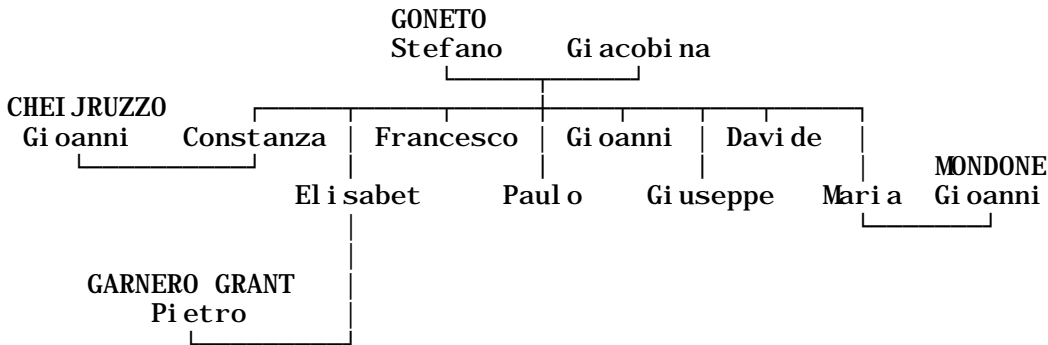 GONETO
Stefano Giacobina
CHEIJRUZZO
Gioanni Constanza Francesco Gioanni Davide
MONDONE
Elisabet Paulo Giuseppe Maria Gioanni
GARNERO GRANT
Pietro